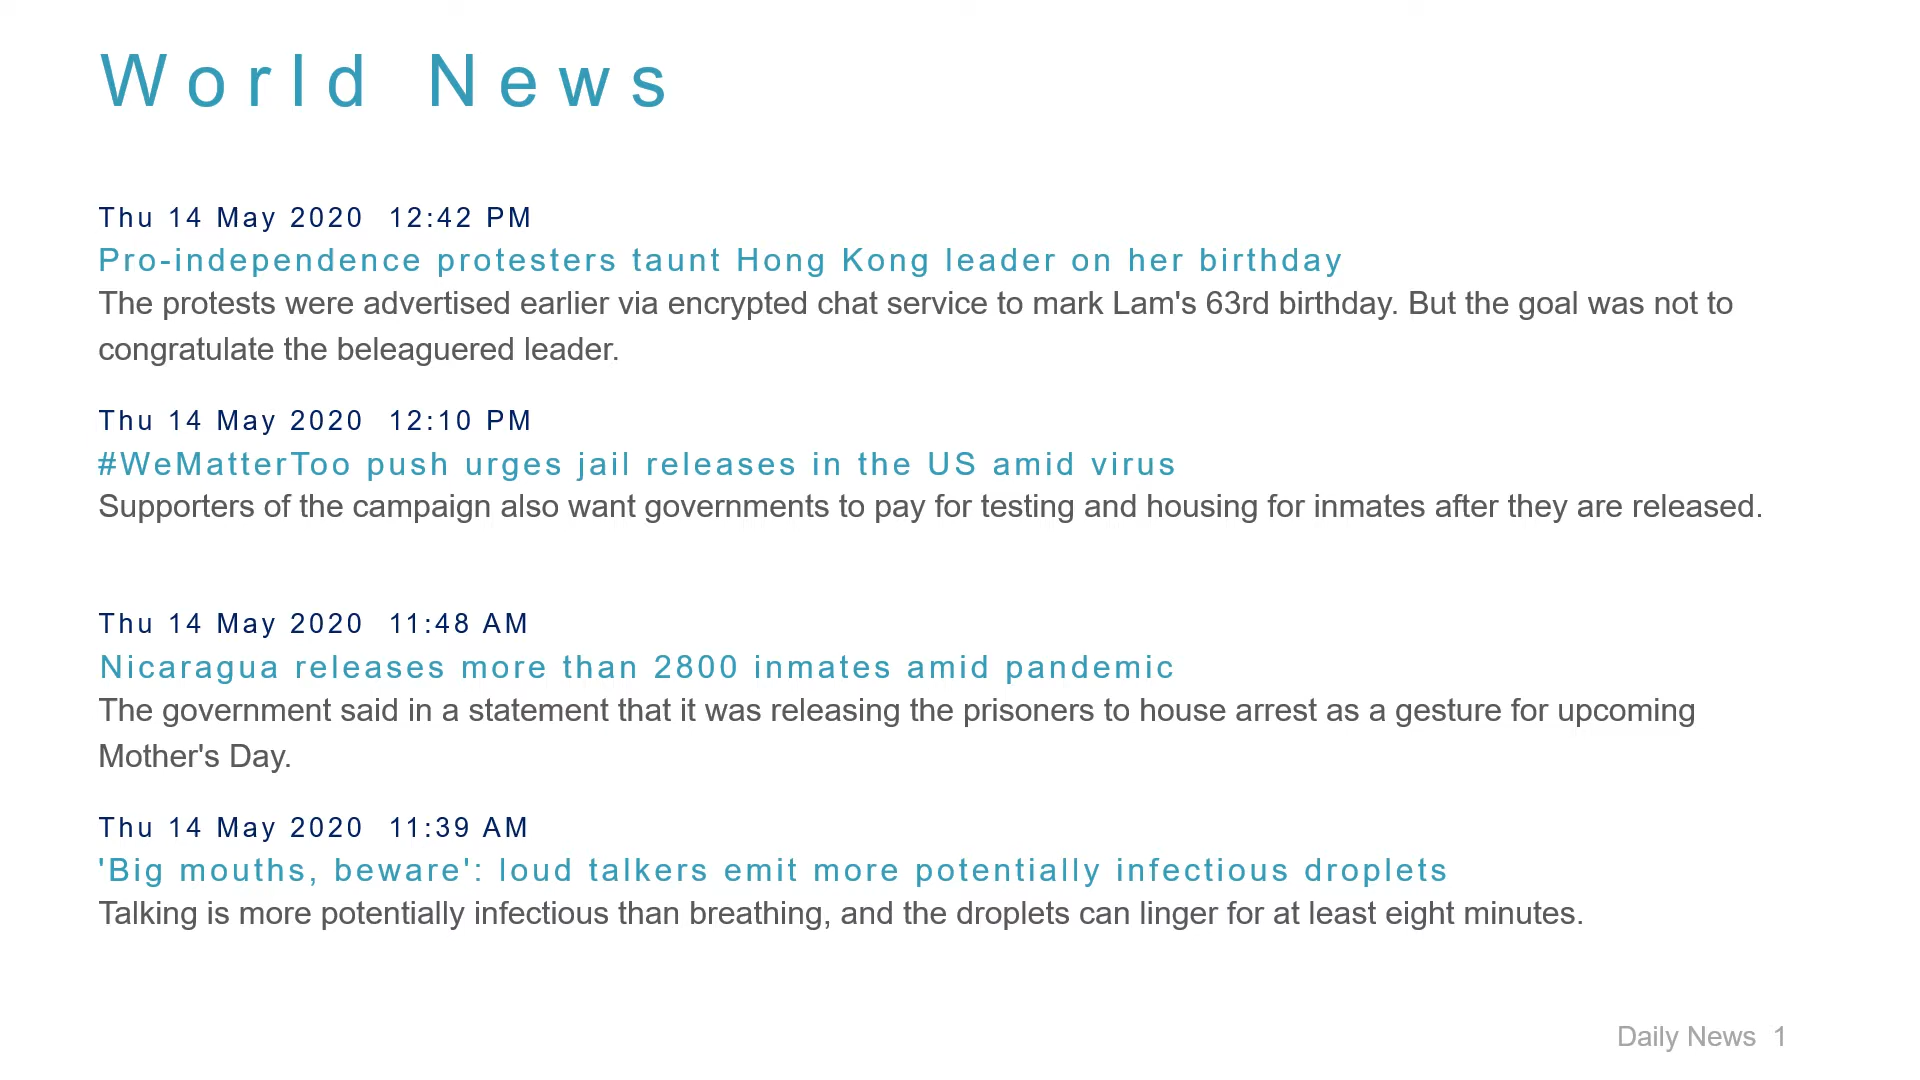 World News
Thu 14 May 2020  12:42 PM
Pro-independence protesters taunt Hong Kong leader on her birthday
The protests were advertised earlier via encrypted chat service to mark Lam's 63rd birthday. But the goal was not to
congratulate the beleaguered leader.
Thu 14 May 2020  12:10 PM
#WeMatterToo push urges jail releases in the US amid virus
Supporters of the campaign also want governments to pay for testing and housing for inmates after they are released.
Thu 14 May 2020  11:48 AM
Nicaragua releases more than 2800 inmates amid pandemic
The government said in a statement that it was releasing the prisoners to house arrest as a gesture for upcoming
Mother's Day.
Thu 14 May 2020  11:39 AM
'Big mouths, beware': loud talkers emit more potentially infectious droplets
Talking is more potentially infectious than breathing, and the droplets can linger for at least eight minutes.
Daily News  1